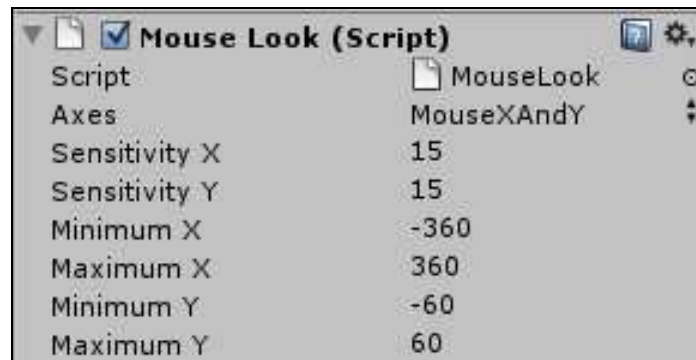 Mouse Look (Script)
Script MouseLook
Axes MouseXAndY
Sensitivity X 15
Sensitivity Y 15
Minimum X -360
Maximum X 360
Minimum Y -60
Maximum Y 60